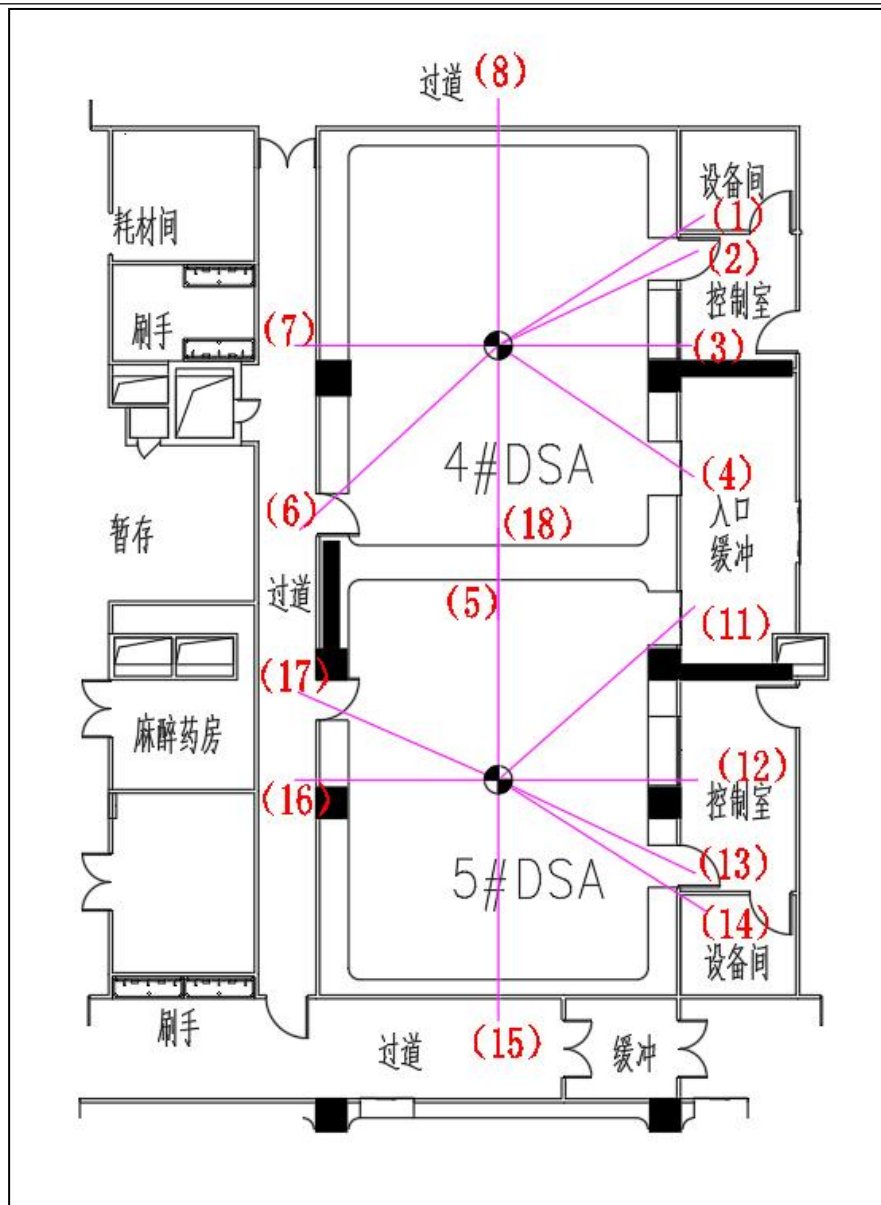 过道 (8)
设备间
(1)
耗材间
(2)
控制室
刷手
(7)
(3)
4#DSA
(4)
(6)
入口
缓冲
(18)
暂存
过道
(5)
(11)
(17)
麻醉药房
(12)
(16)
控制室
(13)
5#DSA
(14)
设备间
刷手
过道
(15)
缓冲